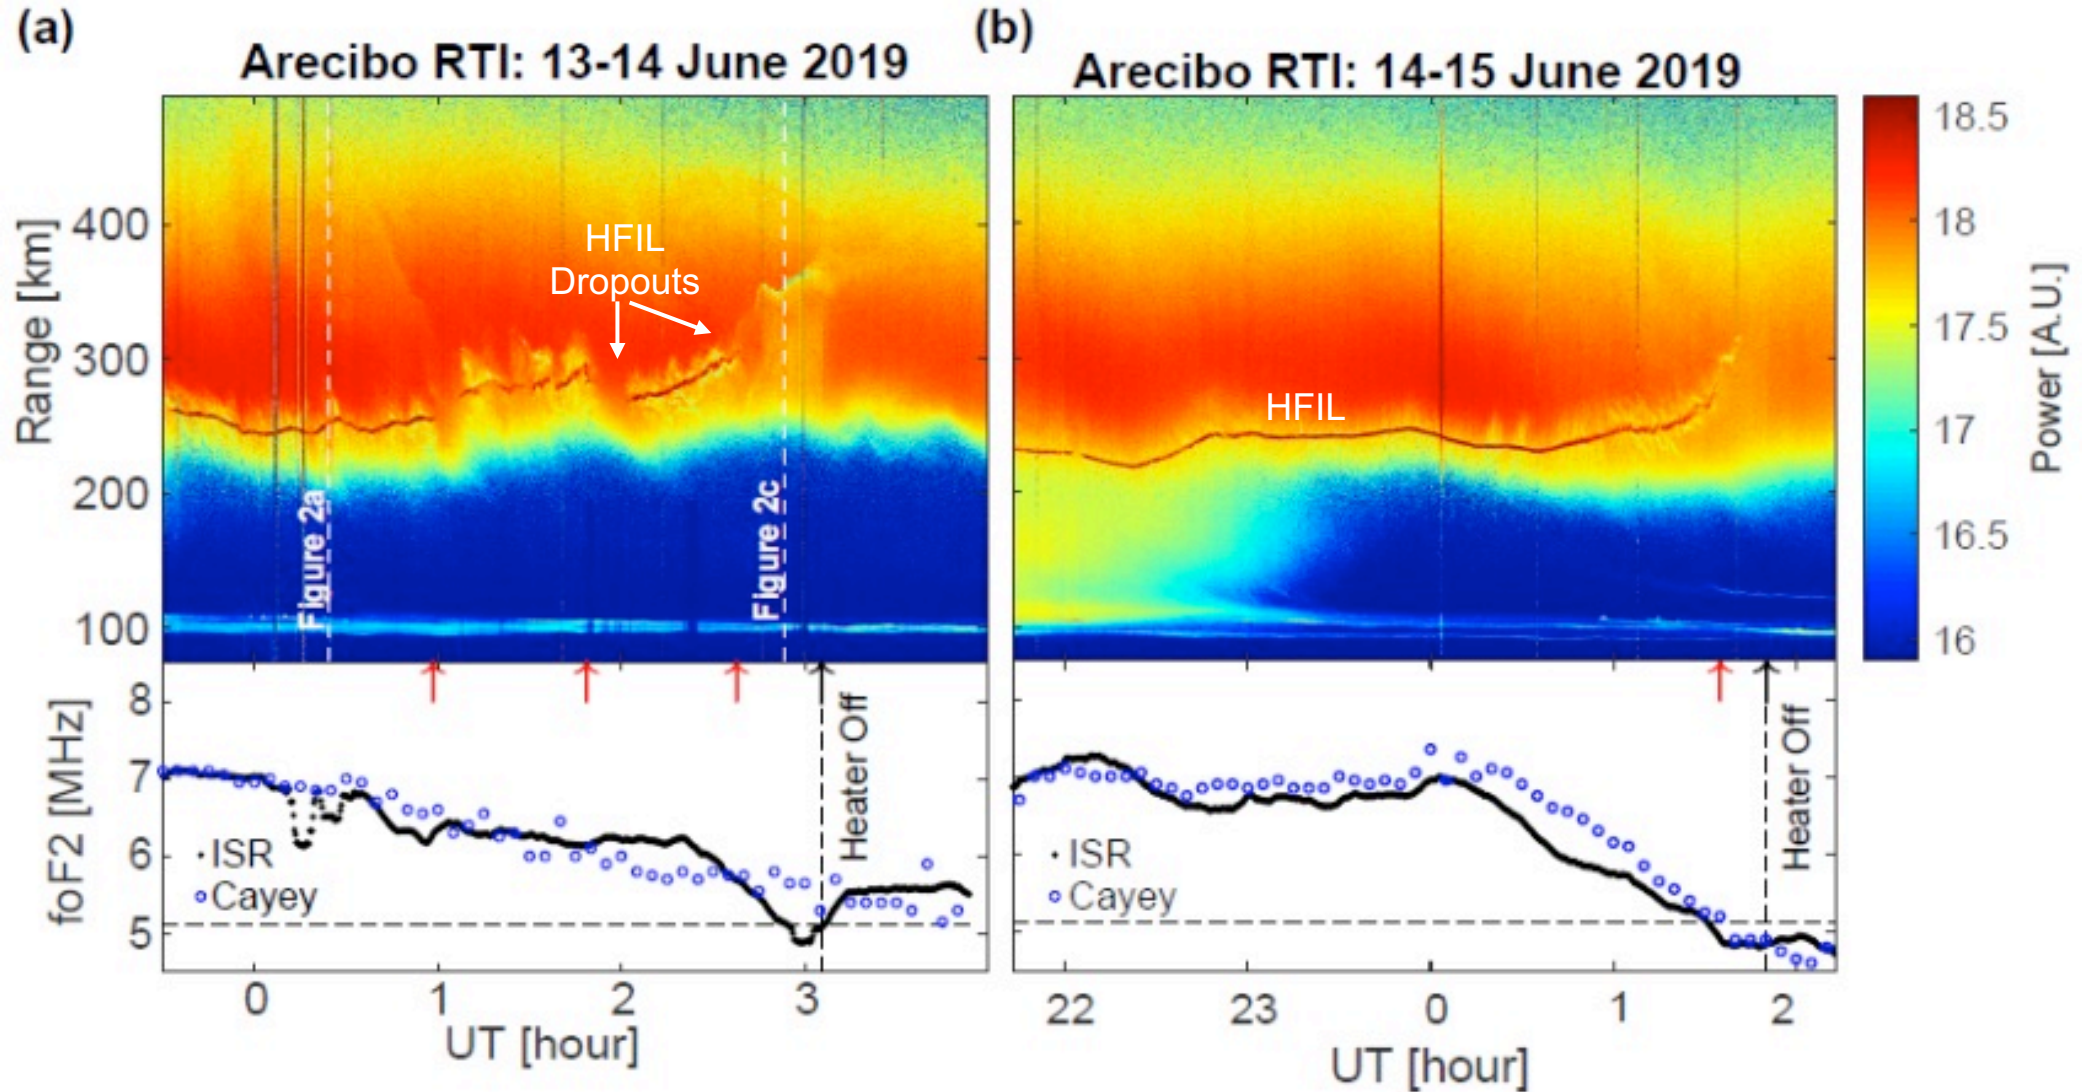 (a)
Arecibo RTI: 13-14 June 2019
Range [km]
400
300
200
100
HFIL
Dropouts
Figure 2a
Figure 2c
foF2 [MHz]
8
7
6
5
ISR
Cayey
Heater Off
0 1 2 3
UT [hour]
(b)
Arecibo RTI: 14-15 June 2019
HFIL
ISR
Cayey
Heater Off
22 23 0 1 2
UT [hour]
18.5
18
17.5
17
16.5
16
Power [A.U.]